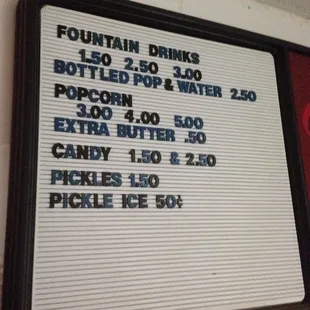 FOUNTAIN DRINKS
1.50 2.50 3.00
BOTTLED POP & WATER 2.50
POPCORN
3.00 4.00 5.00
EXTRA BUTTER .50
CANDY 1.50 & 2.50
PICKLES 1.50
PICKLE ICE 50¢